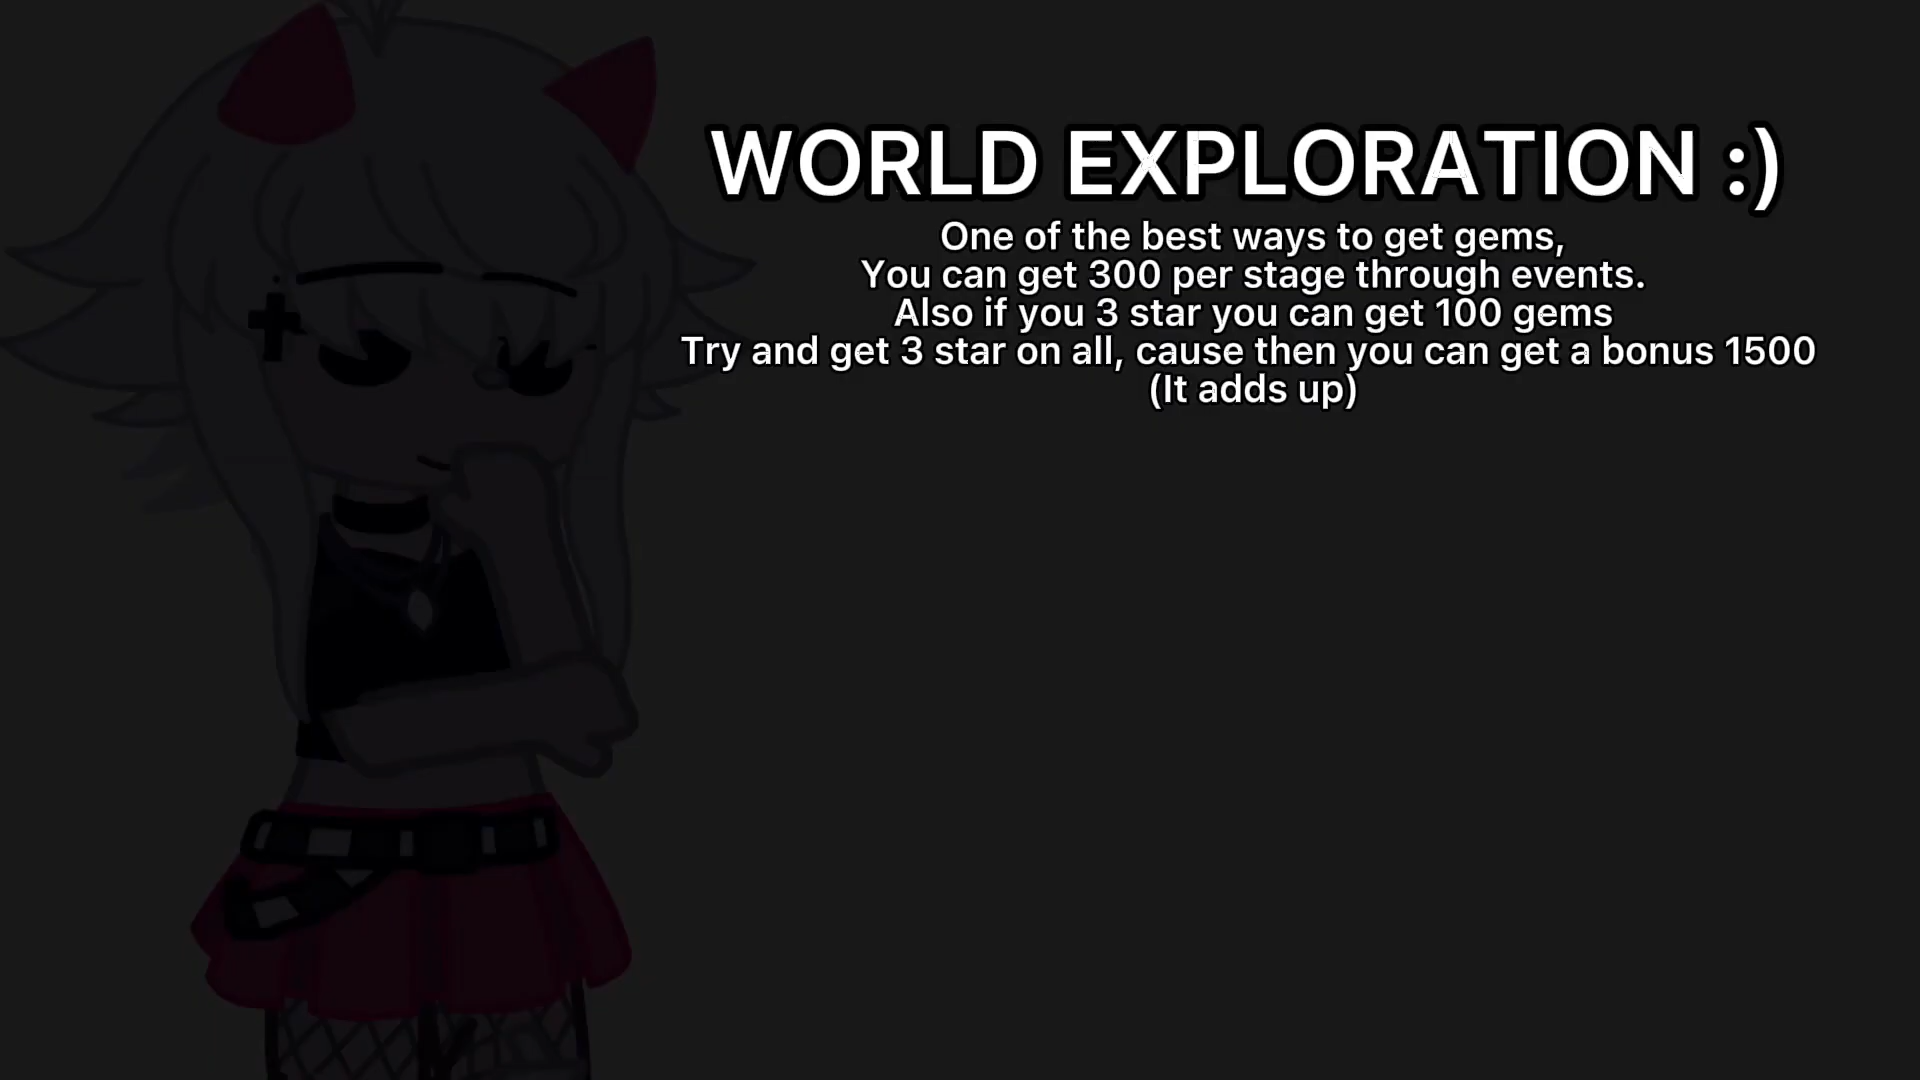 WORLD EXPLORATION :)
One of the best ways to get gems,
You can get 300 per stage through events.
Also if you 3 star you can get 100 gems
Try and get 3 star on all, cause then you can get a bonus 1500
(It adds up)